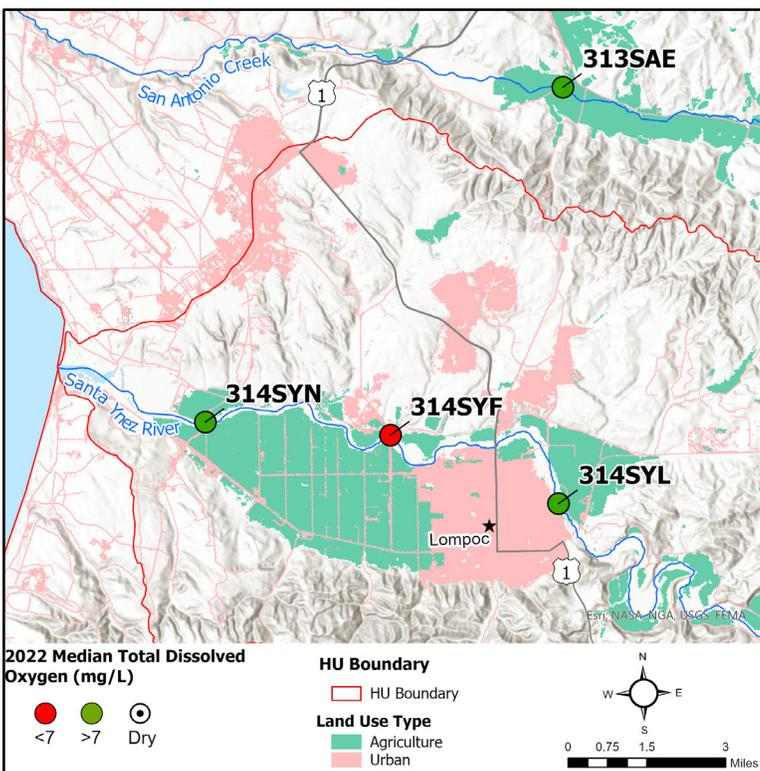 313SAE
San Antonio Creek
1
314SYN
Santa Ynez River
314SYF
314SYL
Lompoc
1
Esri, NASA, NGA, USGS, FEMA
2022 Median Total Dissolved
Oxygen (mg/L)
<7 >7 Dry
HU Boundary
HU Boundary
Land Use Type
Agriculture
Urban
N
W E
S
0 0.75 1.5 3
Miles